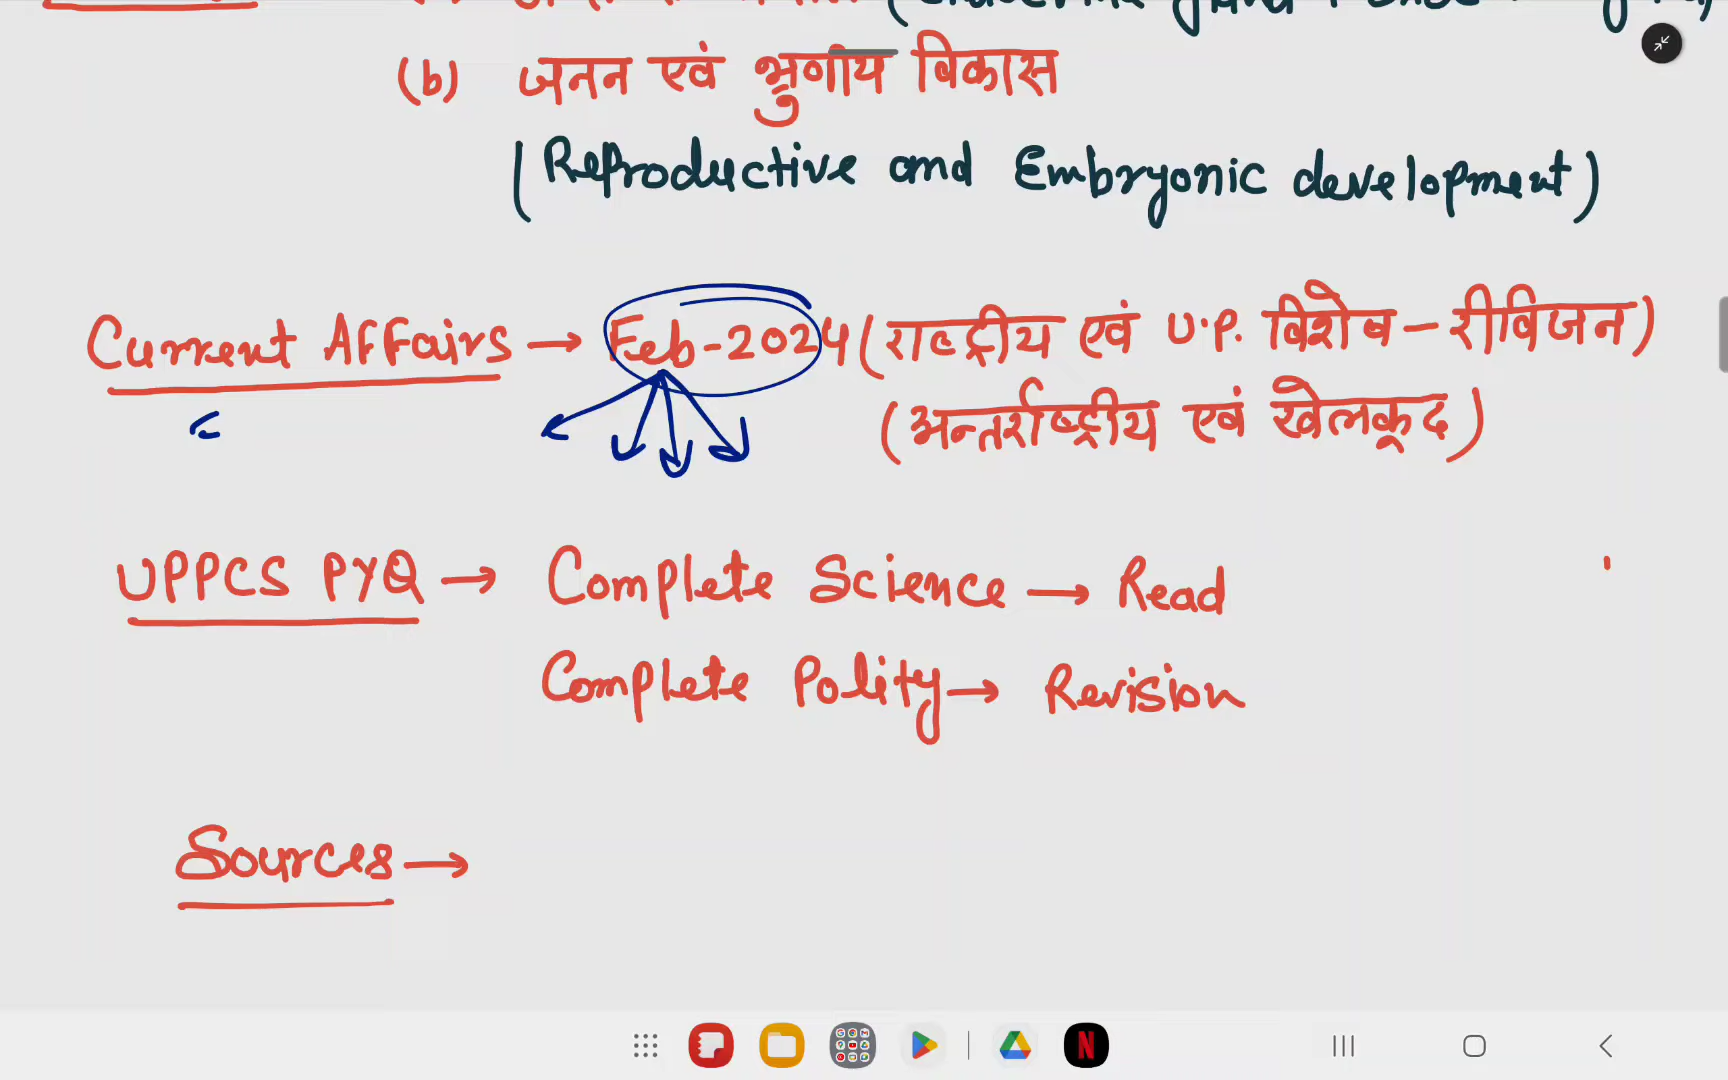 (b) जनन एवं भ्रुणीय विकास
(Reproductive and Embryonic development)
Current Affairs → Feb-2024 (राष्ट्रीय एवं U.P. विशेष - रीविजन)
(अन्तर्राष्ट्रीय एवं खेलकूद)
UPPCS PYQ → Complete Science → Read
Complete Polity → Revision
Sources →